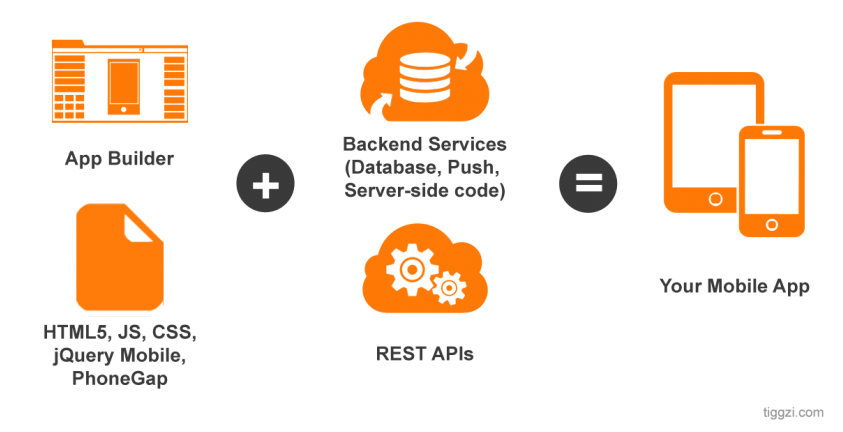 App Builder
HTML5, JS, CSS,
jQuery Mobile,
PhoneGap
+
Backend Services
(Database, Push,
Server-side code)
REST APIs
=
Your Mobile App
tiggzi.com